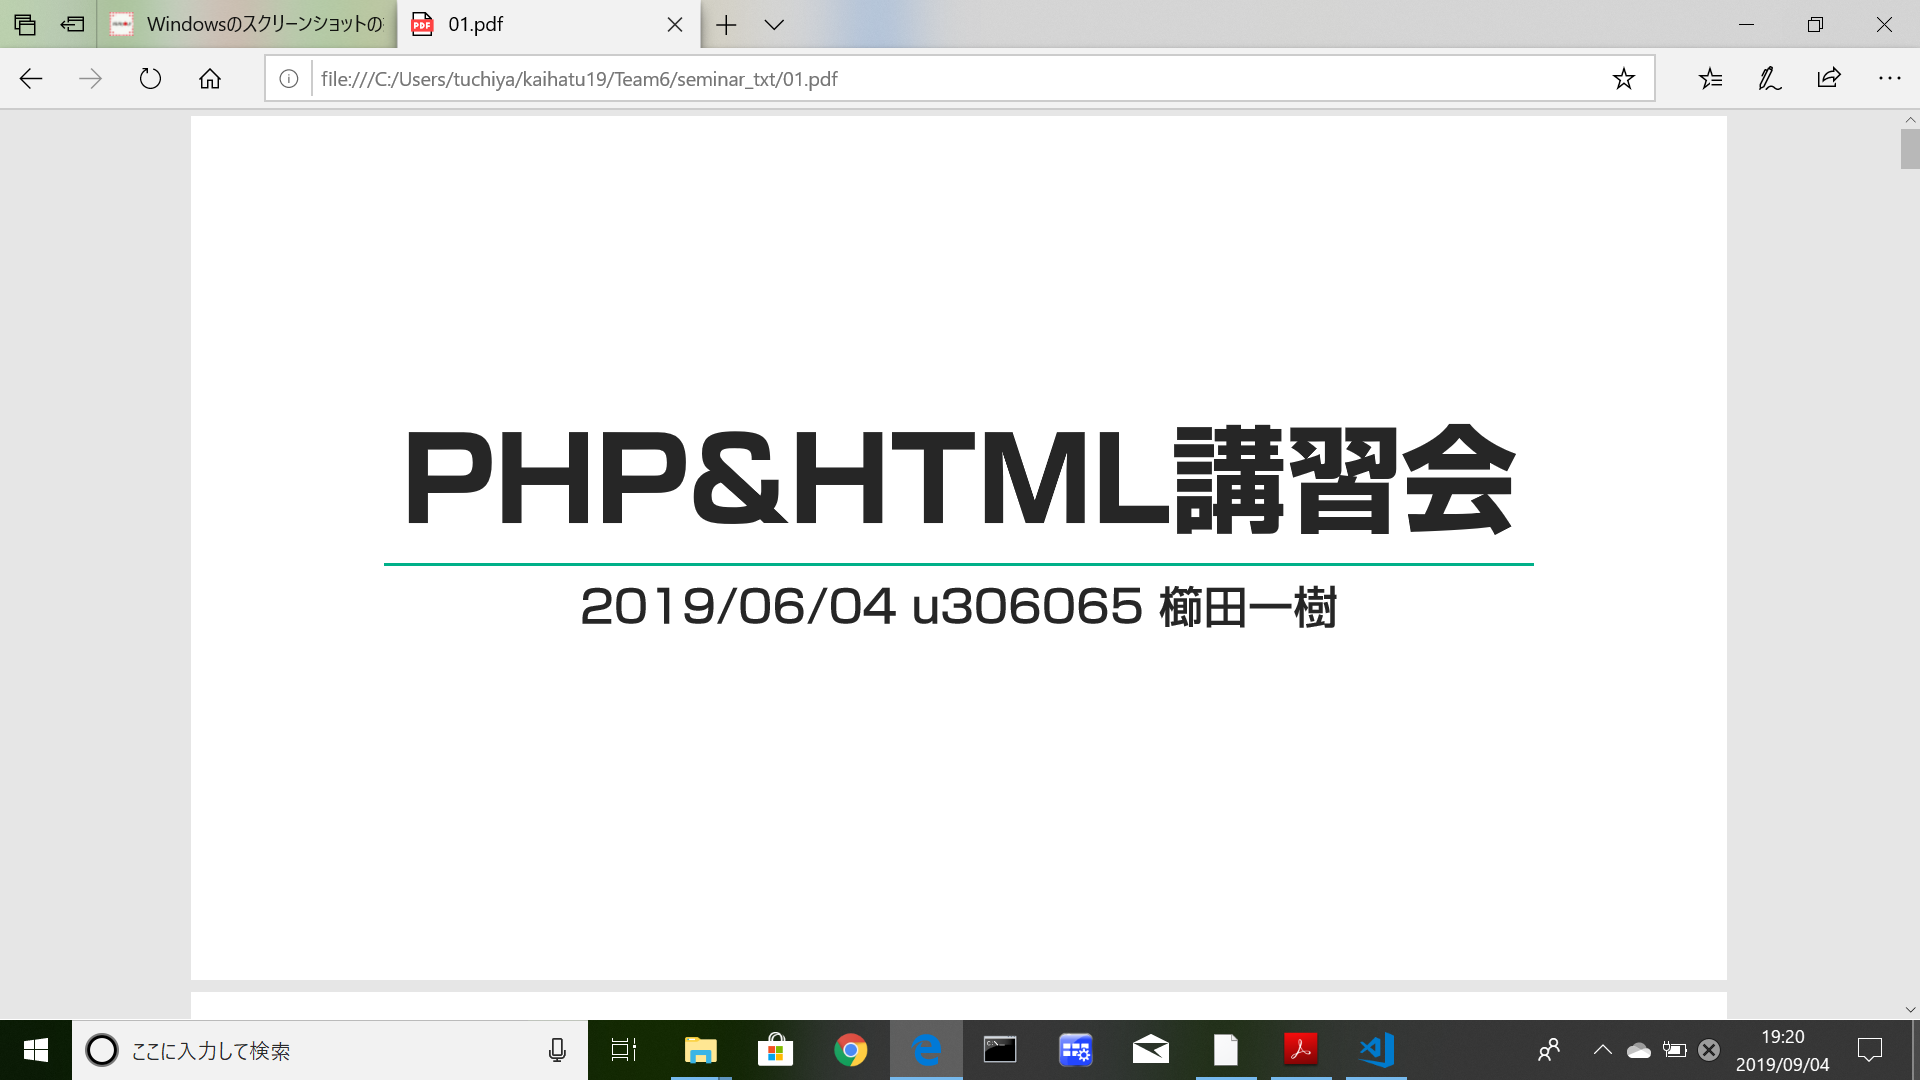 Windowsのスクリーンショットの
01.pdf
file:///C:/Users/tuchiya/kaihatu19/Team6/seminar_txt/01.pdf
PHP&HTML講習会
2019/06/04 u306065 櫛田一樹
ここに入力して検索
19:20
2019/09/04